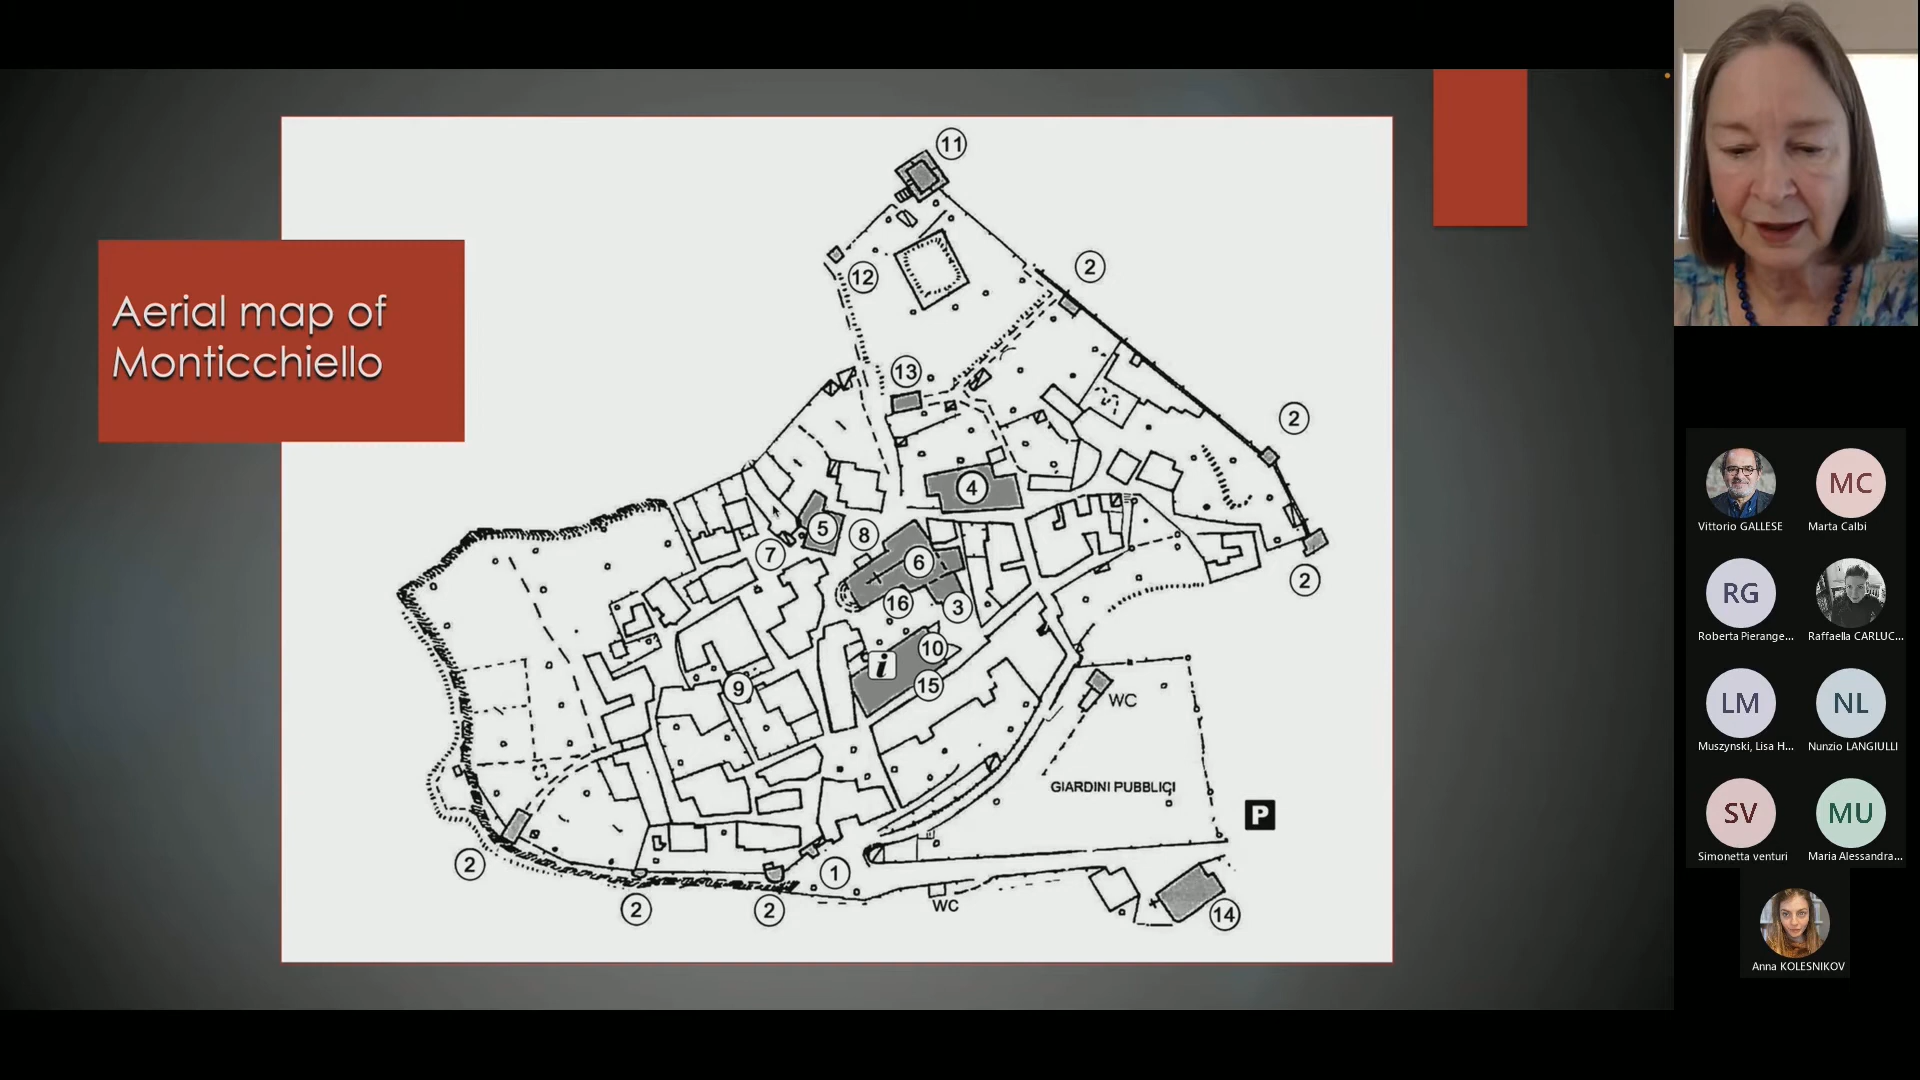 Aerial map of
Monticchiello
11
2
12
13
2
4
5
8
7
6
2
16
3
10
i
15
9
WC
GIARDINI PUBBLICI
P
2
1
2
2
WC
14
Vittorio GALLESE
MC
Marta Calbi
RG
Roberta Pierange...
Raffaella CARLUC...
LM
Muszynski, Lisa H...
NL
Nunzio LANGIULLI
SV
Simonetta venturi
MU
Maria Alessandra...
Anna KOLESNIKOV